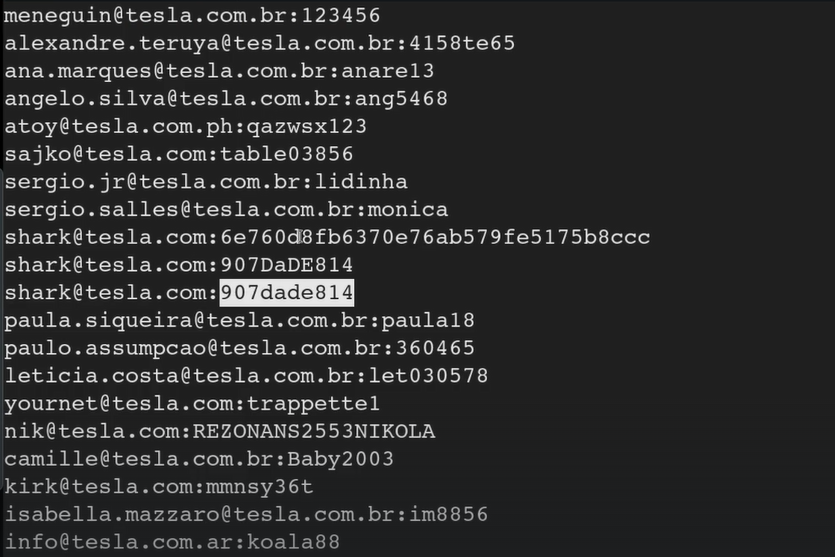 meneguin@tesla.com.br:123456
alexandre.teruya@tesla.com.br:4158te65
ana.marques@tesla.com.br:anare13
angelo.silva@tesla.com.br:ang5468
atoy@tesla.com.ph:qazwsx123
sajko@tesla.com:table03856
sergio.jr@tesla.com.br:lidinha
sergio.salles@tesla.com.br:monica
shark@tesla.com:6e760d8fb6370e76ab579fe5175b8ccc
shark@tesla.com:907DaDE814
shark@tesla.com:907dade814
paula.siqueira@tesla.com.br:paula18
paulo.assumpcao@tesla.com.br:360465
leticia.costa@tesla.com.br:let030578
yournet@tesla.com:trappette1
nik@tesla.com:REZONANS2553NIKOLA
camille@tesla.com.br:Baby2003
kirk@tesla.com:mmnsy36t
isabella.mazzaro@tesla.com.br:im8856
info@tesla.com.ar:koala88